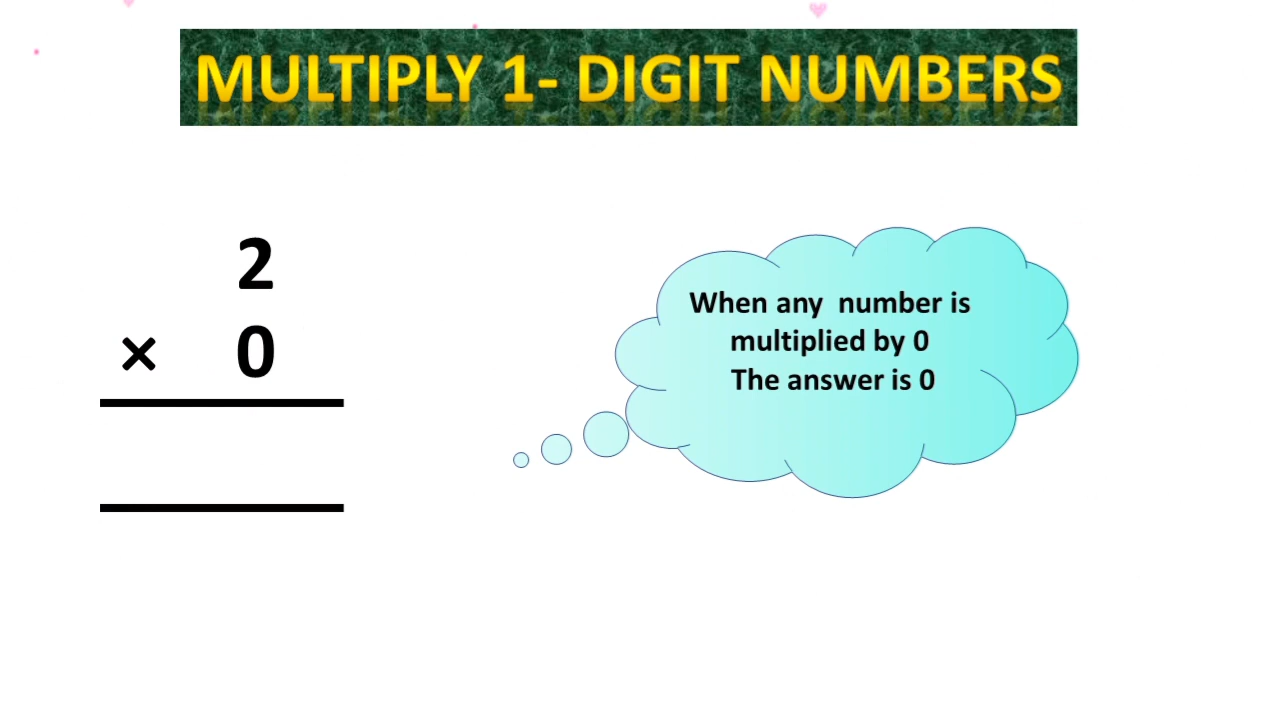 MULTIPLY 1- DIGIT NUMBERS
2
× 0
When any number is
multiplied by 0
The answer is 0